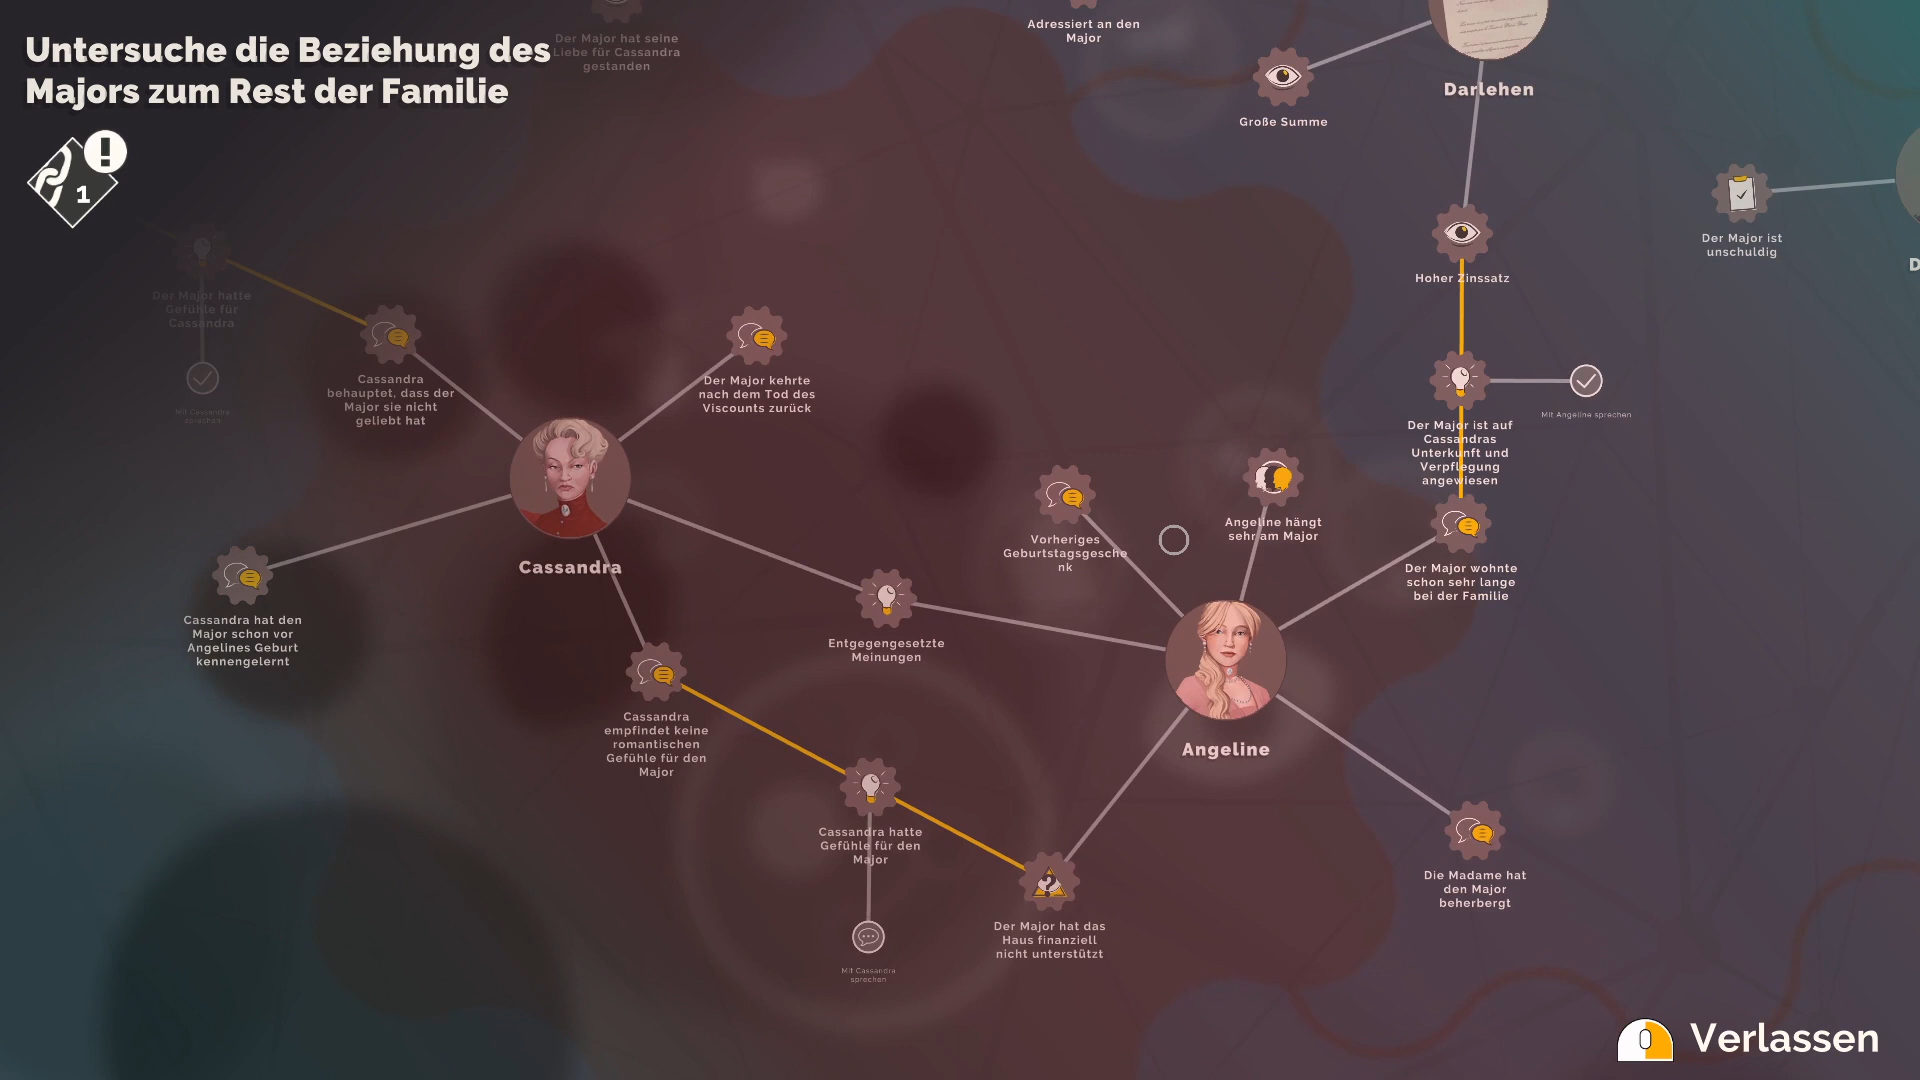 Untersuche die Beziehung des
Majors zum Rest der Familie
1
Der Major hat seine
Liebe für Cassandra
gestanden
Adressiert an den
Major
Große Summe
Darlehen
Der Major ist
unschuldig
D
Hoher Zinssatz
Der Major hatte
Gefühle für
Cassandra
Mit Cassandra
sprechen
Cassandra
behauptet, dass der
Major sie nicht
geliebt hat
Der Major kehrte
nach dem Tod des
Viscounts zurück
Mit Angeline sprechen
Der Major ist auf
Cassandras
Unterkunft und
Verpflegung
angewiesen
Cassandra
Vorheriges
Geburtstagsgesche
nk
Angeline hängt
sehr am Major
Der Major wohnte
schon sehr lange
bei der Familie
Cassandra hat den
Major schon vor
Angelines Geburt
kennengelernt
Entgegengesetzte
Meinungen
Cassandra
empfindet keine
romantischen
Gefühle für den
Major
Angeline
Cassandra hatte
Gefühle für den
Major
Mit Cassandra
sprechen
Der Major hat das
Haus finanziell
nicht unterstützt
Die Madame hat
den Major
beherbergt
Verlassen